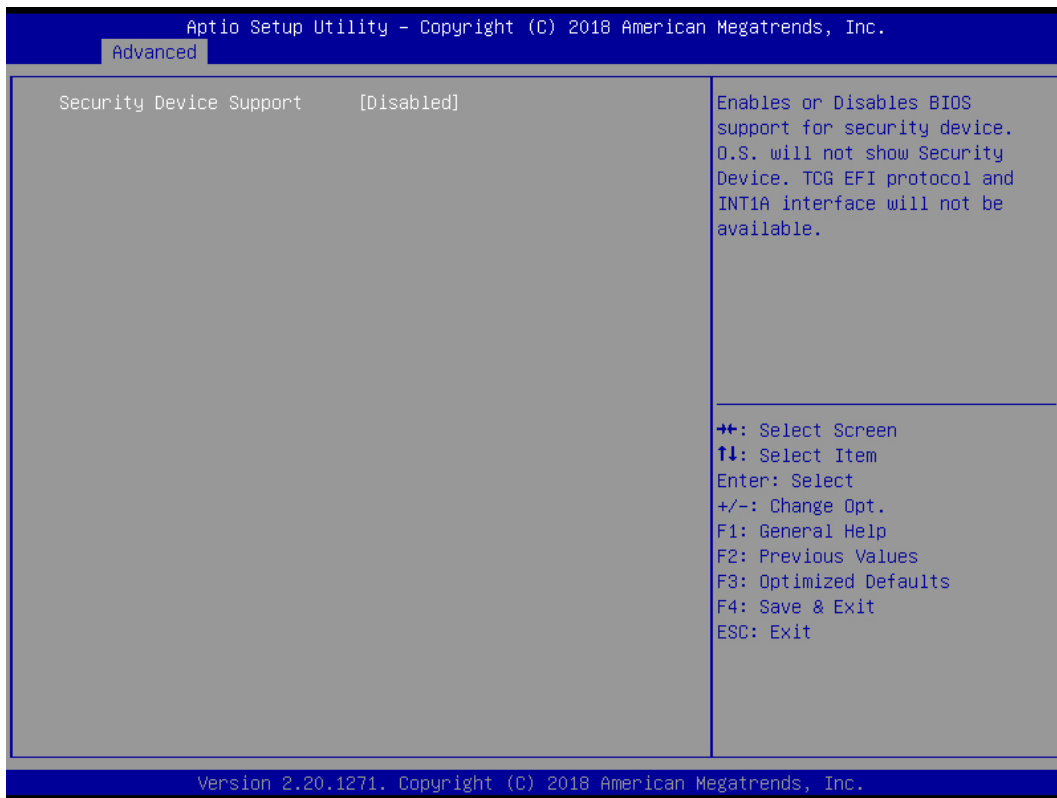 Aptio Setup Utility – Copyright (C) 2018 American Megatrends, Inc.
Advanced
Security Device Support [Disabled]
Enables or Disables BIOS
support for security device.
O.S. will not show Security
Device. TCG EFI protocol and
INT1A interface will not be
available.
→←: Select Screen
↑↓: Select Item
Enter: Select
+/-: Change Opt.
F1: General Help
F2: Previous Values
F3: Optimized Defaults
F4: Save & Exit
ESC: Exit
Version 2.20.1271. Copyright (C) 2018 American Megatrends, Inc.